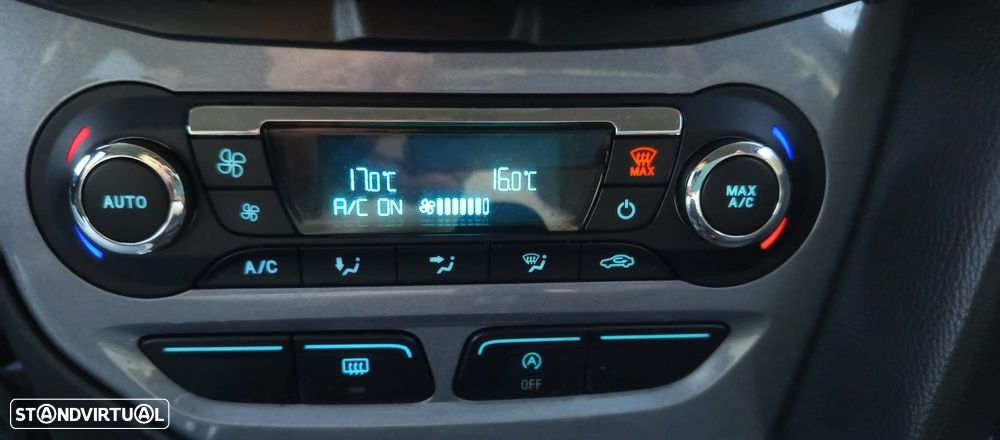 AUTO
17.0℃
16.0℃
A/C ON
MAX
MAX
A/C
A/C
A
OFF
STANDVIRTUAL